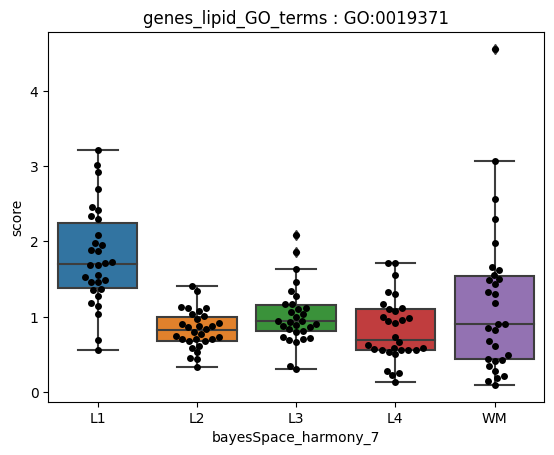 genes_lipid_GO_terms : GO:0019371
score
4
3
2
1
0
L1 L2 L3 L4 WM
bayesSpace_harmony_7